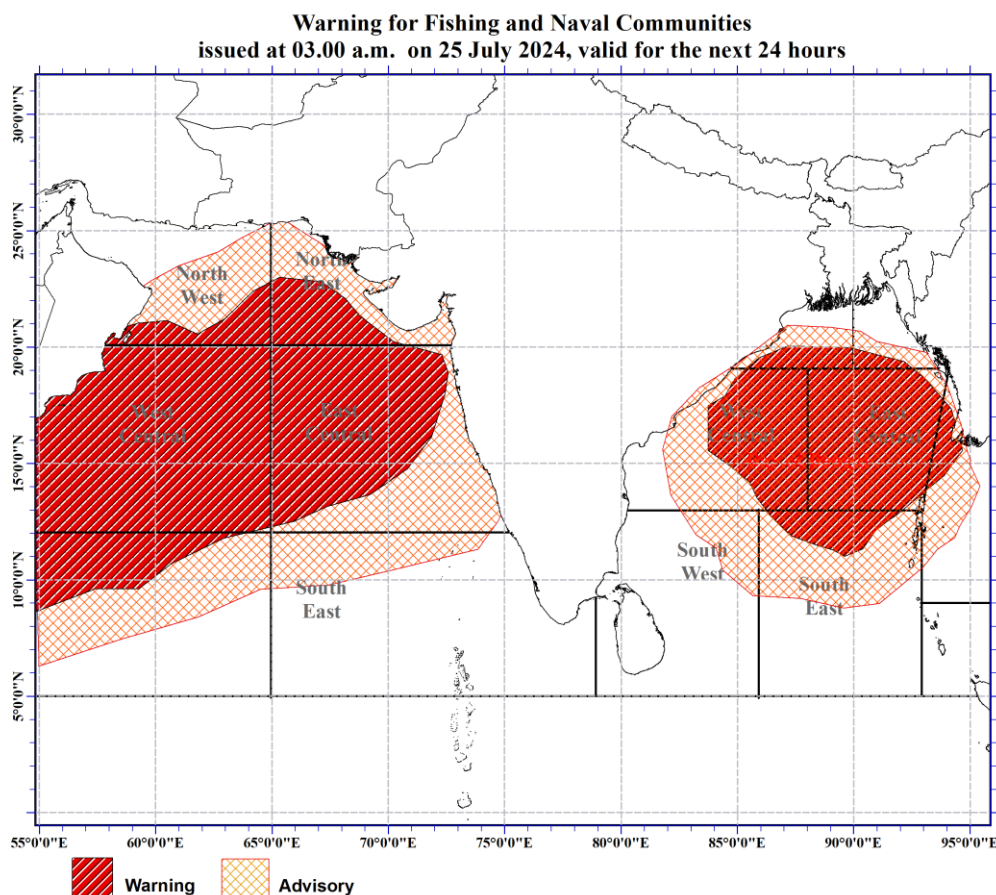 Warning for Fishing and Naval Communities
issued at 03.00 a.m. on 25 July 2024, valid for the next 24 hours
30°0'0"N
25°0'0"N
20°0'0"N
15°0'0"N
10°0'0"N
5°0'0"N
North
West
North
East
West
Central
East
Central
South
East
West
Central
East
Central
South
West
South
East
55°0'0"E
60°0'0"E
65°0'0"E
70°0'0"E
75°0'0"E
80°0'0"E
85°0'0"E
90°0'0"E
95°0'0"E
Warning
Advisory